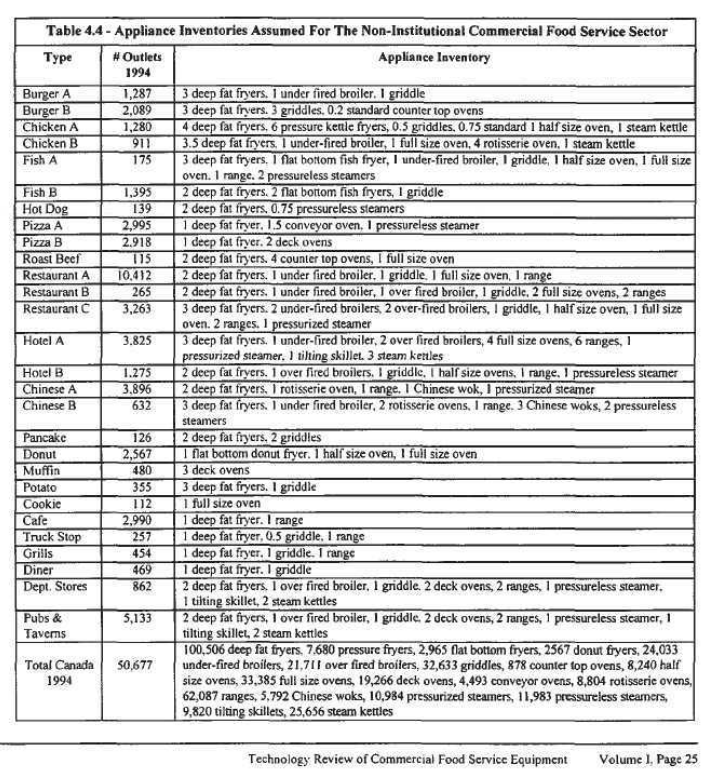 Table 4.4 - Appliance Inventories Assumed For The Non-Institutional Commercial Food Service Sector
Type # Outlets Appliance Inventory
1994
Burger A 1,287 3 deep fat fryers, 1 under fired broiler, 1 griddle
Burger B 2,089 3 deep fat fryers. 3 griddles, 0.2 standard counter top ovens
Chicken A 1,280 4 deep fat fryers. 6 pressure kettle fryers, 0.5 griddles, 0.75 standard 1 half size oven, 1 steam kettle
Chicken B 911 3.5 deep fat fryers, 1 under-fired broiler, 1 full size oven, 4 rotisserie oven, 1 steam kettle
Fish A 175 3 deep fat fryers, 1 flat bottom fish fryer, 1 under-fired broiler, 1 griddle, 1 half size oven, 1 full size
oven. 1 range. 2 pressureless steamers
Fish B 1,395 2 deep fat fryers. 2 flat bottom fish fryers, 1 griddle
Hot Dog 139 2 deep fat fryers. 0.75 pressureless steamers
Pizza A 2,995 1 deep fat fryer, 1.5 conveyor oven, 1 pressureless steamer
Pizza B 2.918 1 deep fat fryer. 2 deck ovens
Roast Beef 115 2 deep fat fryers. 4 counter top ovens, 1 full size oven
Restaurant A 10,412 2 deep fat fryers. 1 under fired broiler, 1 griddle, 1 full size oven, 1 range
Restaurant B 265 2 deep fat fryers. 1 under fired broiler, 1 over fired broiler, 1 griddle, 2 full size ovens, 2 ranges
Restaurant C 3,263 3 deep fat fryers. 2 under-fired broilers, 2 over-fired broilers, 1 griddle, 1 half size oven, 1 full size
oven. 2 ranges. 1 pressurized steamer
Hotel A 3.825 3 deep fat fryers. 1 under-fired broiler, 2 over fired broilers, 4 full size ovens, 6 ranges, 1
pressurized steamer, 1 tilting skillet. 3 steam kettles
Hotel B 1,275 2 deep fat fryers. 1 over fired broilers, 1 griddle, 1 half size ovens, 1 range, 1 pressureless steamer
Chinese A 3,896 2 deep fat fryers, 1 rotisserie oven, 1 range, 1 Chinese wok, 1 pressurized steamer
Chinese B 632 3 deep fat fryers. 1 under fired broiler, 2 rotisserie ovens, 1 range. 3 Chinese woks, 2 pressureless
steamers
Pancake 126 2 deep fat fryers, 2 griddles
Donut 2,567 1 flat bottom donut fryer, 1 half size oven, 1 full size oven
Muffin 480 3 deck ovens
Potato 355 3 deep fat fryers. 1 griddle
Cookie 112 1 full size oven
Cafe 2,990 1 deep fat fryer. 1 range
Truck Stop 257 1 deep fat fryer, 0.5 griddle, 1 range
Grills 454 1 deep fat fryer, 1 griddle. 1 range
Diner 469 1 deep fat fryer. 1 griddle
Dept. Stores 862 2 deep fat fryers, 1 over fired broiler, 1 griddle. 2 deck ovens, 2 ranges, 1 pressureless steamer,
1 tilting skillet, 2 steam kettles
Pubs & 5,133 2 deep fat fryers, 1 over fired broiler, 1 griddle, 2 deck ovens, 2 ranges, 1 pressureless steamer, 1
Taverns tilting skillet, 2 steam kettles
100,506 deep fat fryers. 7.680 pressure fryers, 2,965 flat bottom fryers, 2567 donut fryers, 24,033
Total Canada 50,677 under-fired broilers, 21,711 over fired broilers, 32,633 griddles, 878 counter top ovens, 8,240 half
1994 size ovens, 33,385 full size ovens, 19,266 deck ovens, 4,493 conveyor ovens, 8,804 rotisserie ovens,
62,087 ranges, 5,792 Chinese woks, 10,984 pressurized steamers, 11,983 pressureless steamers,
9,820 tilting skillets, 25,656 steam kettles
Technology Review of Commercial Food Service Equipment Volume I, Page 25